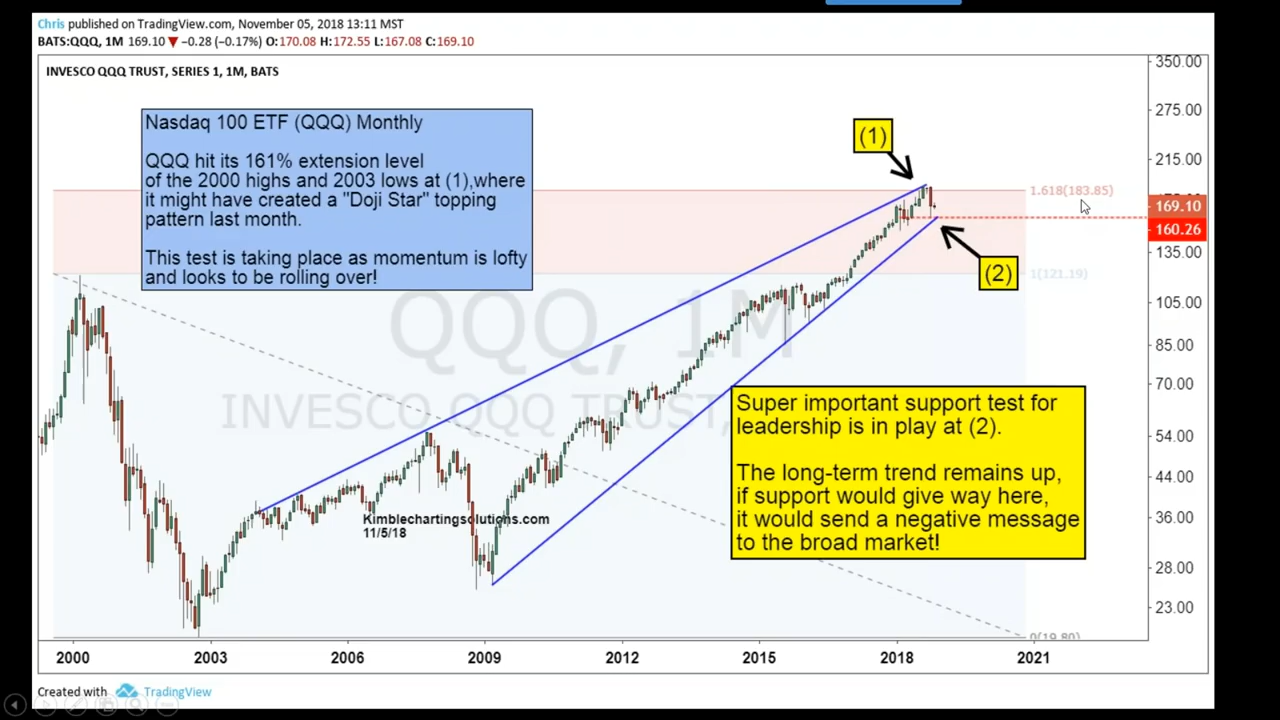 Chris published on TradingView.com, November 05, 2018 13:11 MST
BATS:QQQ, 1M 169.10 ▼ −0.28 (−0.17%) O:170.08 H:172.55 L:167.08 C:169.10
INVESCO QQQ TRUST, SERIES 1, 1M, BATS
350.00
Nasdaq 100 ETF (QQQ) Monthly
QQQ hit its 161% extension level
of the 2000 highs and 2003 lows at (1),where
it might have created a "Doji Star" topping
pattern last month.
This test is taking place as momentum is lofty
and looks to be rolling over!
(1)
275.00
215.00
1.618(183.85)
169.10
160.26
(2)
135.00
1(121.19)
105.00
85.00
70.00
54.00
44.00
36.00
28.00
23.00
QQQ, 1M
INVESCO QQQ TRUST,
Super important support test for
leadership is in play at (2).
The long-term trend remains up,
if support would give way here,
it would send a negative message
to the broad market!
Kimblechartingsolutions.com
11/5/18
0(19.80)
2000 2003 2006 2009 2012 2015 2018 2021
Created with TradingView